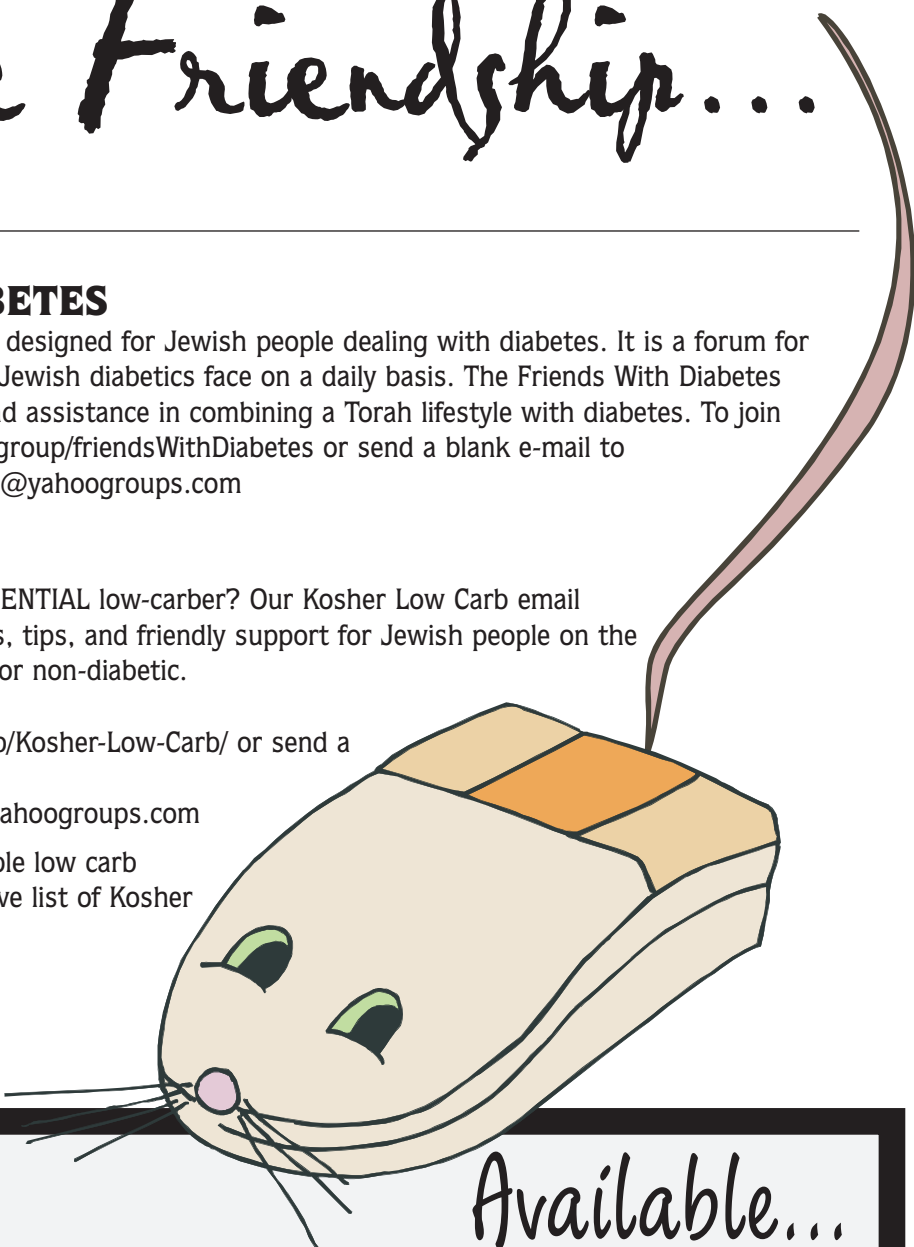 Friendship...
BETES
designed for Jewish people dealing with diabetes. It is a forum for
Jewish diabetics face on a daily basis. The Friends With Diabetes
nd assistance in combining a Torah lifestyle with diabetes. To join
group/friendsWithDiabetes or send a blank e-mail to
@yahoogroups.com
ENTIAL low-carber? Our Kosher Low Carb email
s, tips, and friendly support for Jewish people on the
or non-diabetic.
p/Kosher-Low-Carb/ or send a
ahoogroups.com
ble low carb
ve list of Kosher
Available...